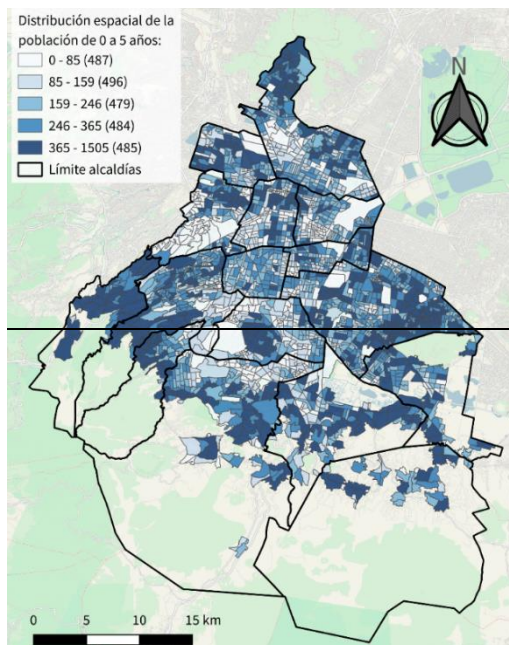 Distribución espacial de la
población de 0 a 5 años:
0 - 85 (487)
85 - 159 (496)
159 - 246 (479)
246 - 365 (484)
365 - 1505 (485)
Límite alcaldías
N
0 5 10 15 km